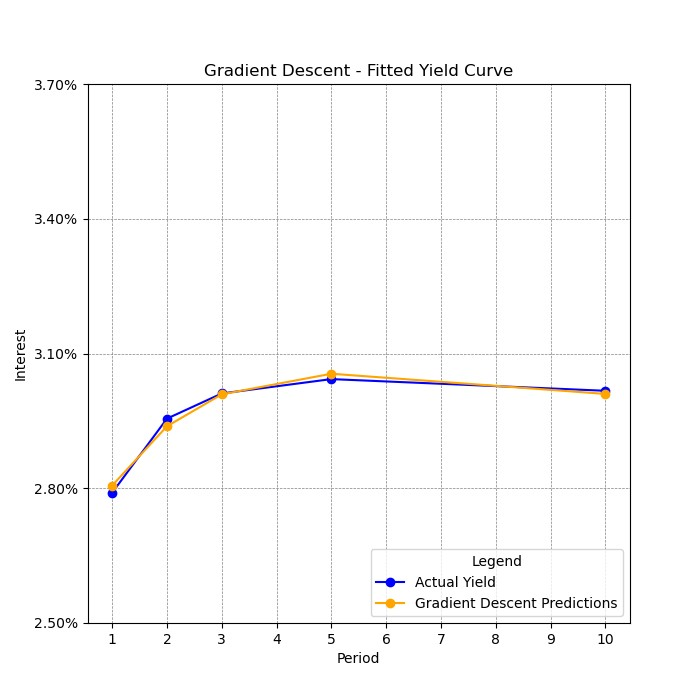 Gradient Descent - Fitted Yield Curve
3.70%
3.40%
3.10%
2.80%
2.50%
Interest
Legend
Actual Yield
Gradient Descent Predictions
1 2 3 4 5 6 7 8 9 10
Period